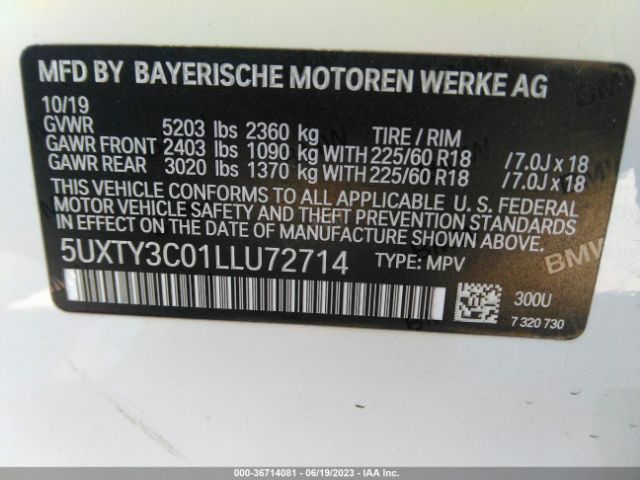 MFD BY BAYERISCHE MOTOREN WERKE AG
10/19
GVWR 5203 lbs 2360 kg TIRE / RIM
GAWR FRONT 2403 lbs 1090 kg WITH 225/60 R18 /7.0J x 18
GAWR REAR 3020 lbs 1370 kg WITH 225/60 R18 /7.0J x 18
THIS VEHICLE CONFORMS TO ALL APPLICABLE U.S. FEDERAL
MOTOR VEHICLE SAFETY AND THEFT PREVENTION STANDARDS
IN EFFECT ON THE DATE OF MANUFACTURE SHOWN ABOVE.
5UXTY3C01LLU72714 TYPE: MPV
300U
7 320 730
BMW
BMW
BMW
BMW
000-36714081 - 06/19/2023 - IAA Inc.